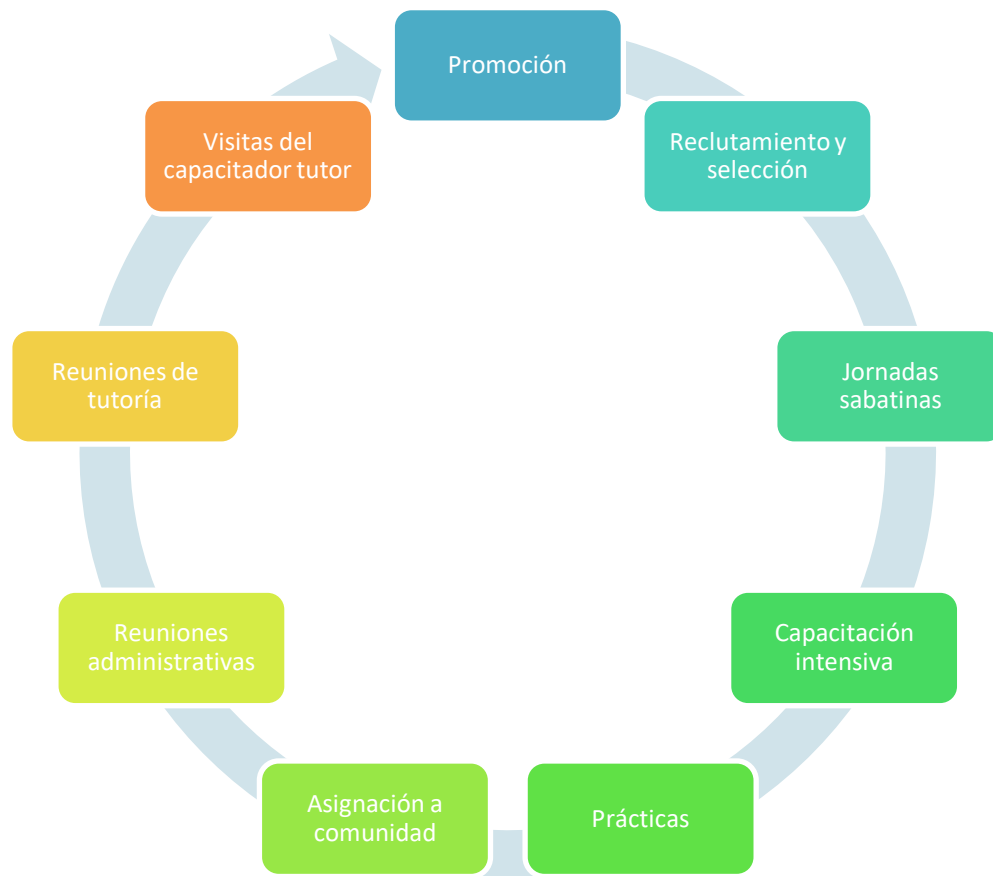 Promoción
Reclutamiento y
selección
Jornadas
sabatinas
Capacitación
intensiva
Prácticas
Asignación a
comunidad
Reuniones
administrativas
Reuniones de
tutoría
Visitas del
capacitador tutor